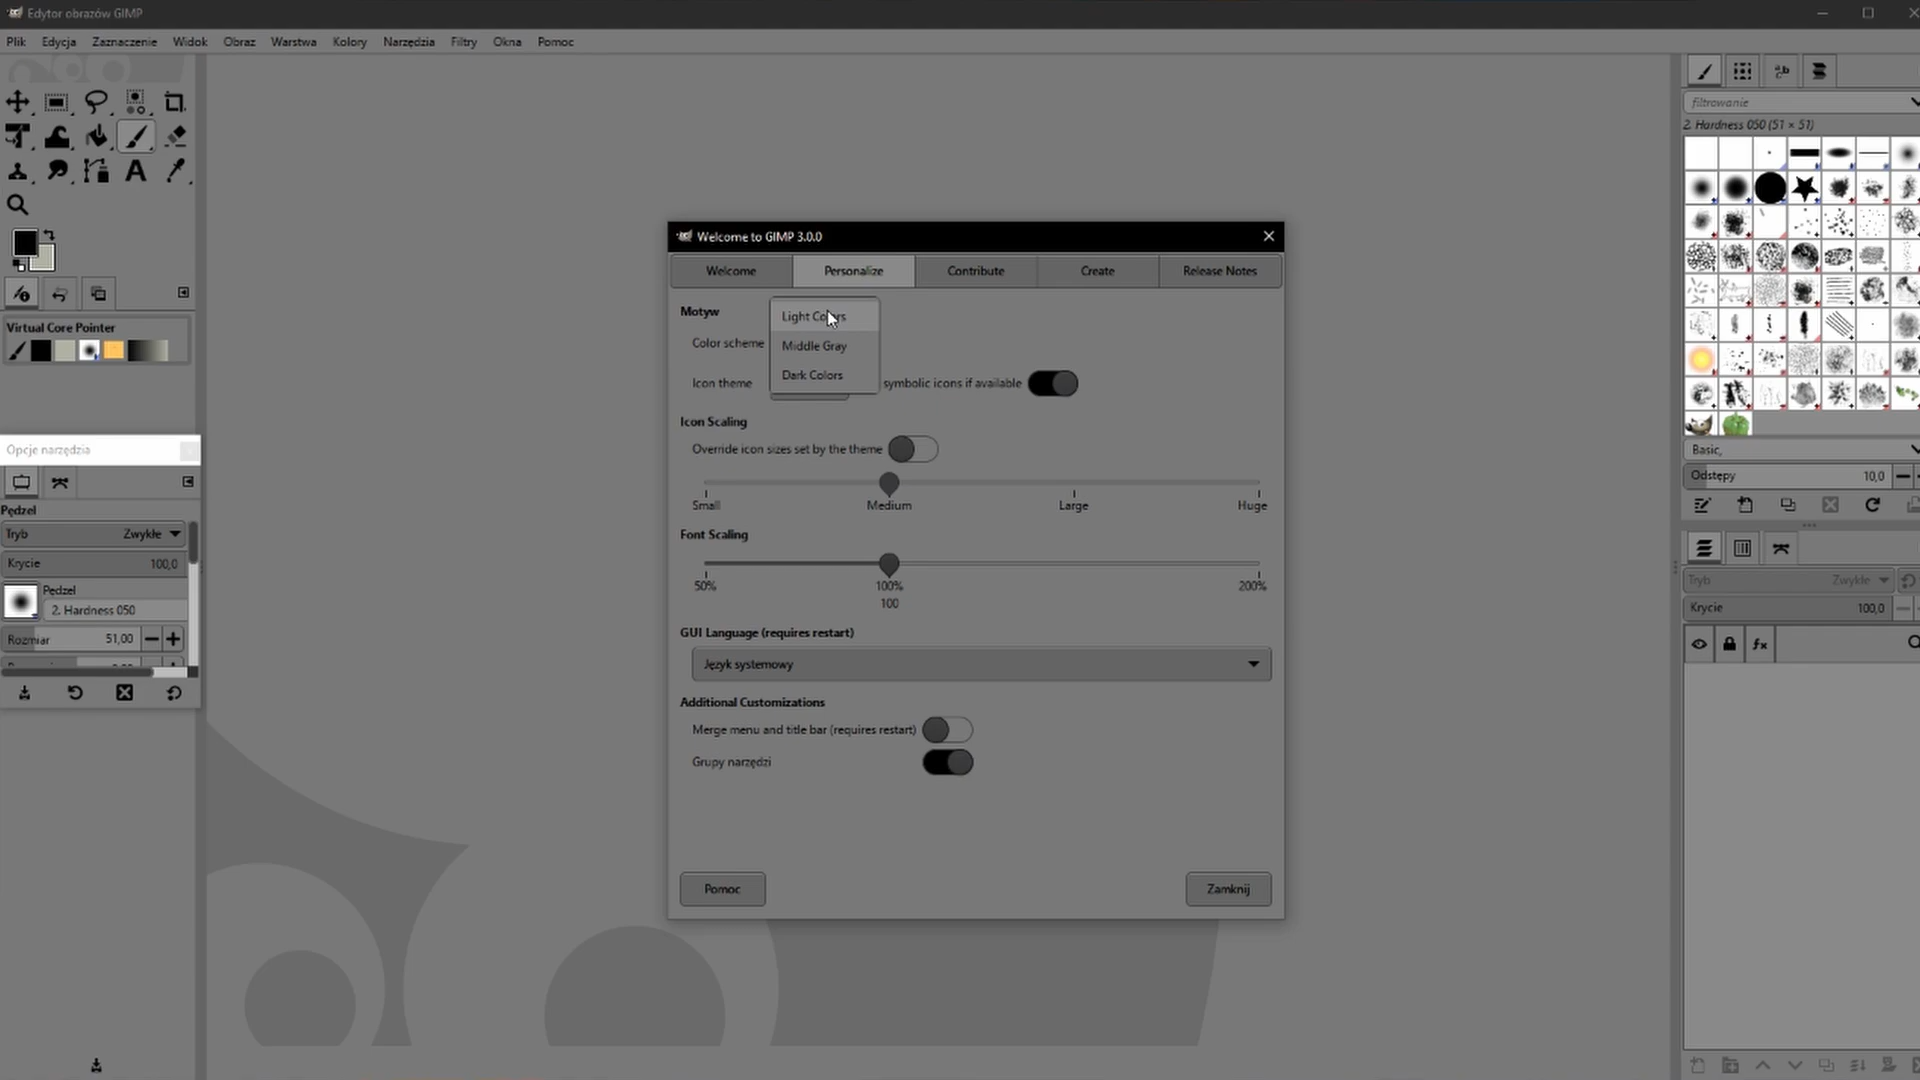 Edytor obrazów GIMP
Plik Edycja Zaznaczenie Widok Obraz Warstwa Kolory Narzędzia Filtry Okna Pomoc
filtrowanie
2. Hardness 050 (51 × 51)
Welcome to GIMP 3.0.0
Welcome Personalize Contribute Create Release Notes
Motyw
Light Colors
Color scheme
Middle Gray
Dark Colors
Icon theme
symbolic icons if available
Icon Scaling
Override icon sizes set by the theme
Small Medium Large Huge
Font Scaling
50% 100% 200%
100
GUI Language (requires restart)
Język systemowy
Additional Customizations
Merge menu and title bar (requires restart)
Grupy narzędzi
Pomoc Zamknij
Virtual Core Pointer
Opcje narzędzia
Pędzel
Tryb Zwykłe
Krycie 100,0
Pędzel
2. Hardness 050
Rozmiar 51,00
Basic,
Odstępy 10,0
Tryb Zwykłe
Krycie 100,0